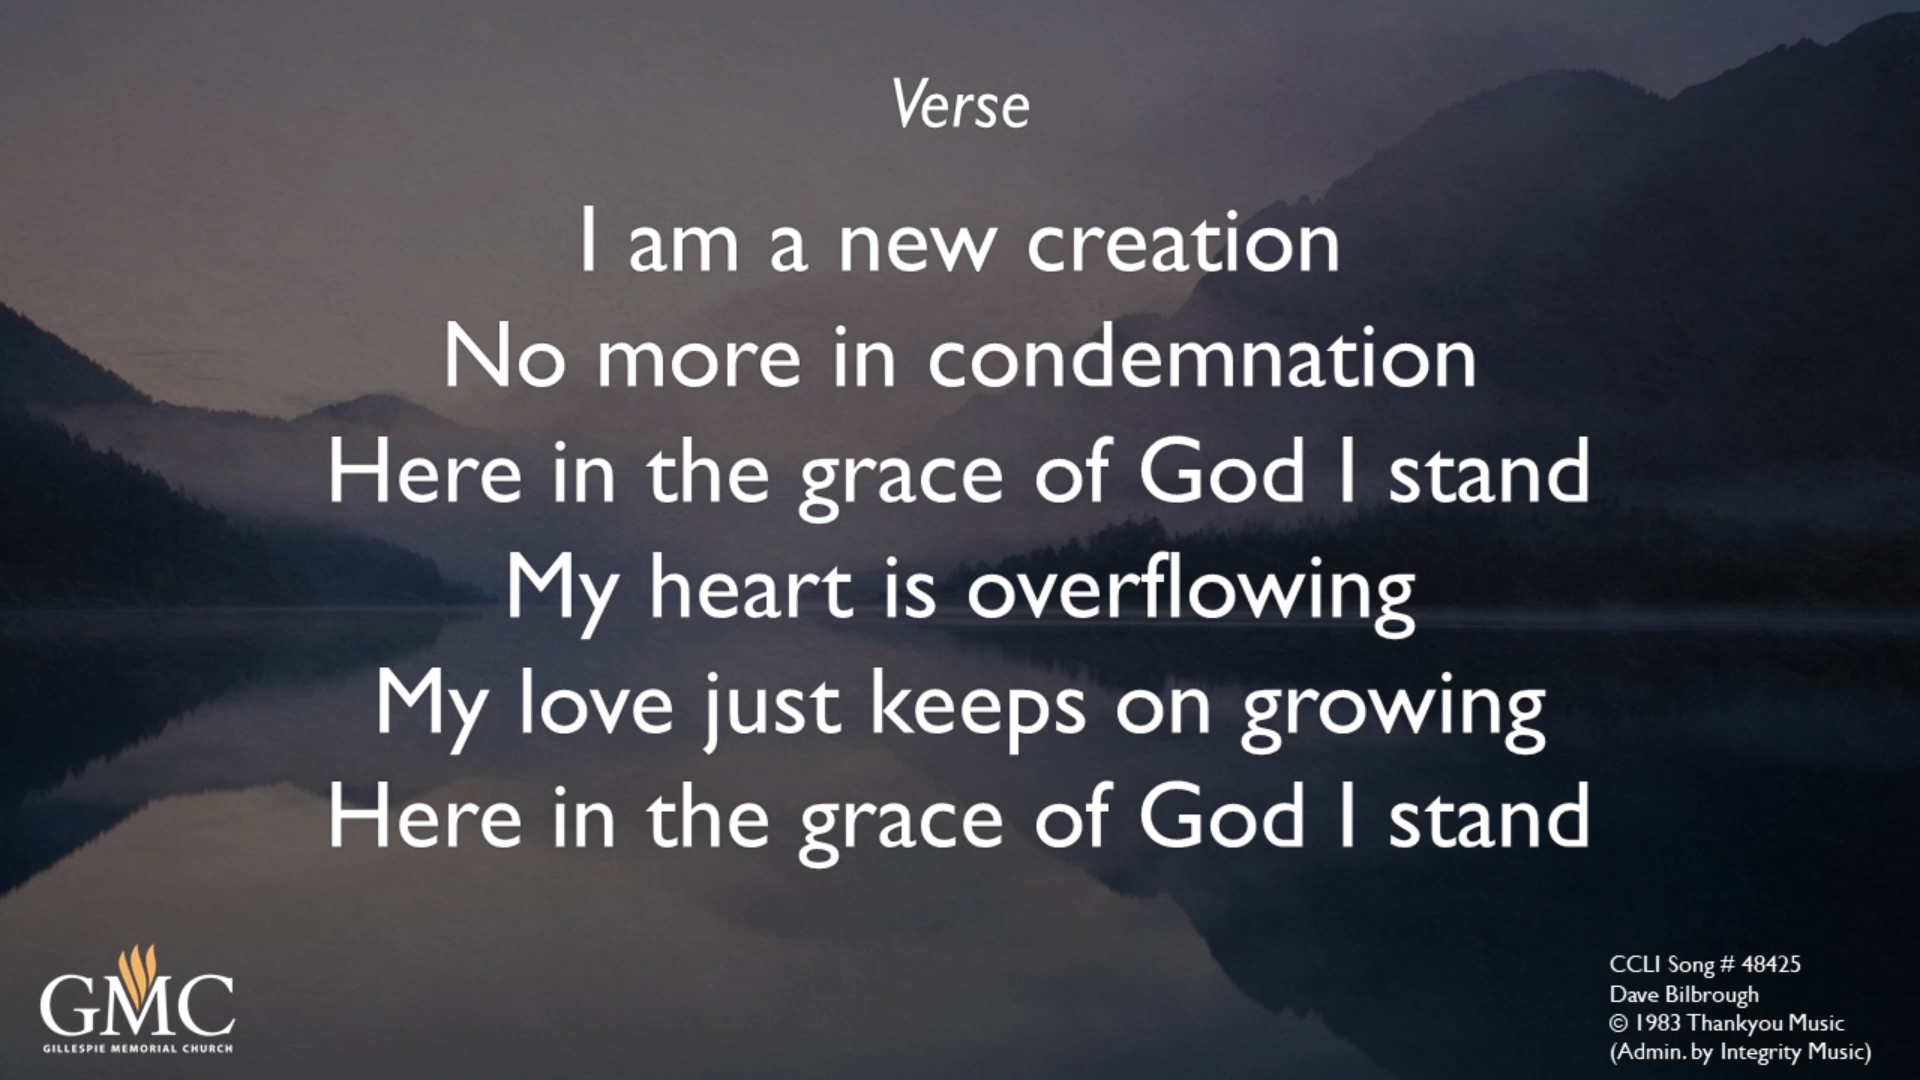 Verse
I am a new creation
No more in condemnation
Here in the grace of God I stand
My heart is overflowing
My love just keeps on growing
Here in the grace of God I stand
GMC
GILLESPIE MEMORIAL CHURCH
CCLI Song # 48425
Dave Bilbrough
© 1983 Thankyou Music
(Admin. by Integrity Music)